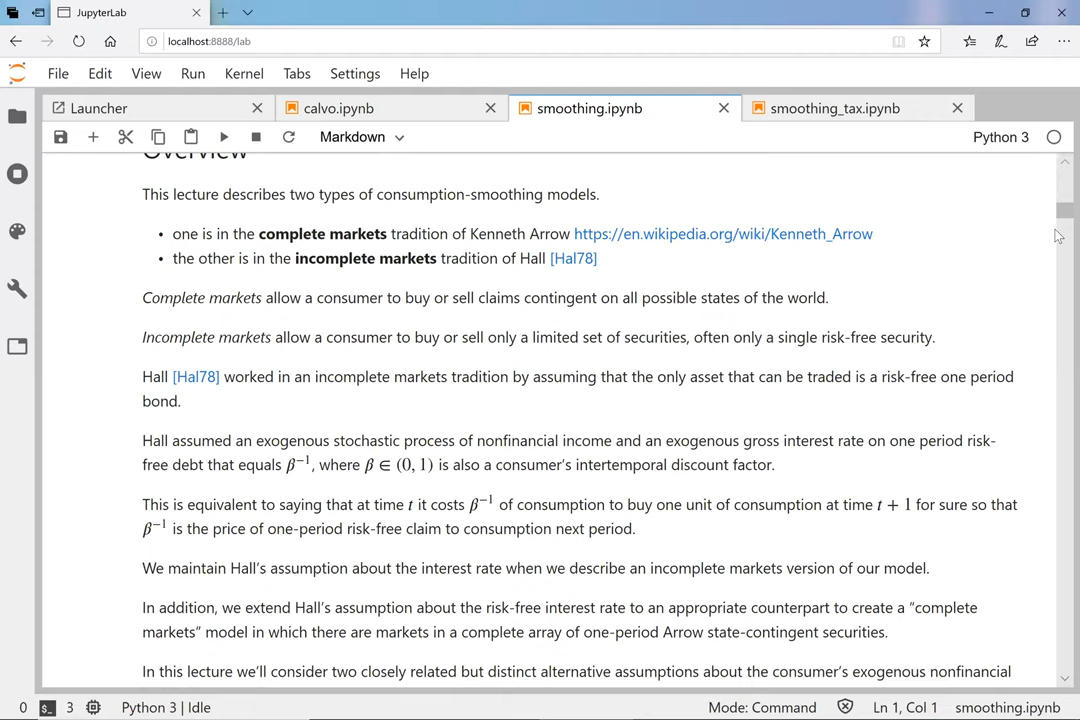 JupyterLab
localhost:8888/lab
File Edit View Run Kernel Tabs Settings Help
Launcher calvo.ipynb smoothing.ipynb smoothing_tax.ipynb
Markdown Python 3
Overview
This lecture describes two types of consumption-smoothing models.
• one is in the complete markets tradition of Kenneth Arrow https://en.wikipedia.org/wiki/Kenneth_Arrow
• the other is in the incomplete markets tradition of Hall [Hal78]
Complete markets allow a consumer to buy or sell claims contingent on all possible states of the world.
Incomplete markets allow a consumer to buy or sell only a limited set of securities, often only a single risk-free security.
Hall [Hal78] worked in an incomplete markets tradition by assuming that the only asset that can be traded is a risk-free one period
bond.
Hall assumed an exogenous stochastic process of nonfinancial income and an exogenous gross interest rate on one period risk-
free debt that equals β⁻¹, where β ∈ (0, 1) is also a consumer's intertemporal discount factor.
This is equivalent to saying that at time t it costs β⁻¹ of consumption to buy one unit of consumption at time t + 1 for sure so that
β⁻¹ is the price of one-period risk-free claim to consumption next period.
We maintain Hall's assumption about the interest rate when we describe an incomplete markets version of our model.
In addition, we extend Hall's assumption about the risk-free interest rate to an appropriate counterpart to create a "complete
markets" model in which there are markets in a complete array of one-period Arrow state-contingent securities.
In this lecture we'll consider two closely related but distinct alternative assumptions about the consumer's exogenous nonfinancial
0 $_ 3 Python 3 | Idle Mode: Command Ln 1, Col 1 smoothing.ipynb